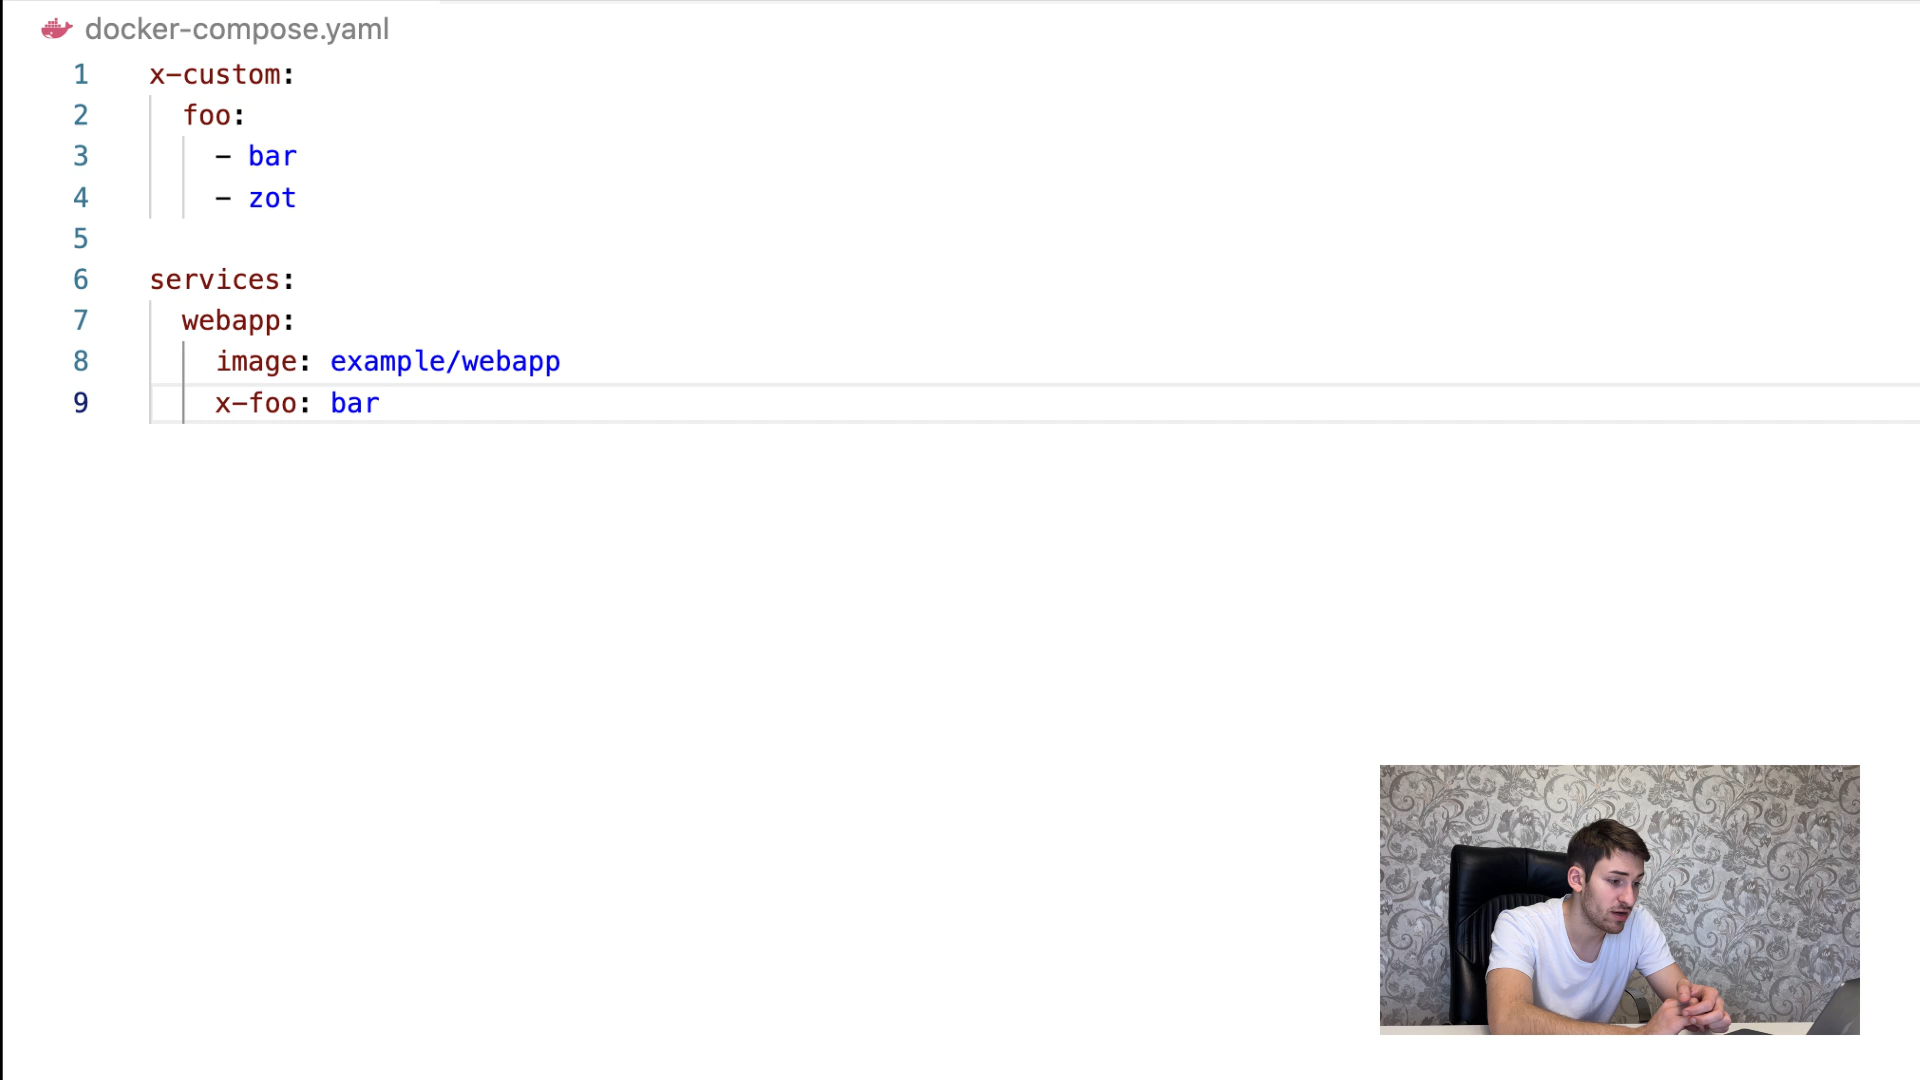 docker-compose.yaml
1 x-custom:
2 foo:
3 - bar
4 - zot
5
6 services:
7 webapp:
8 image: example/webapp
9 x-foo: bar